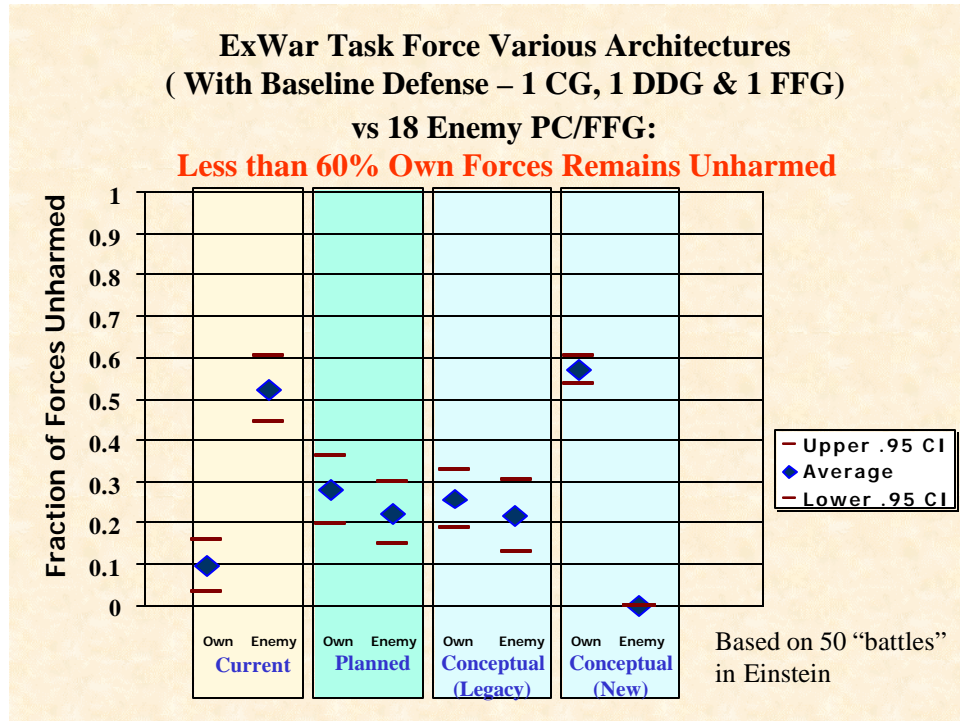 ExWar Task Force Various Architectures
( With Baseline Defense – 1 CG, 1 DDG & 1 FFG)
vs 18 Enemy PC/FFG:
Less than 60% Own Forces Remains Unharmed
Fraction of Forces Unharmed
1
0.9
0.8
0.7
0.6
0.5
0.4
0.3
0.2
0.1
0
Upper .95 CI
Average
Lower .95 CI
Own Enemy
Current
Own Enemy
Planned
Own Enemy
Conceptual
(Legacy)
Own Enemy
Conceptual
(New)
Based on 50 “battles”
in Einstein